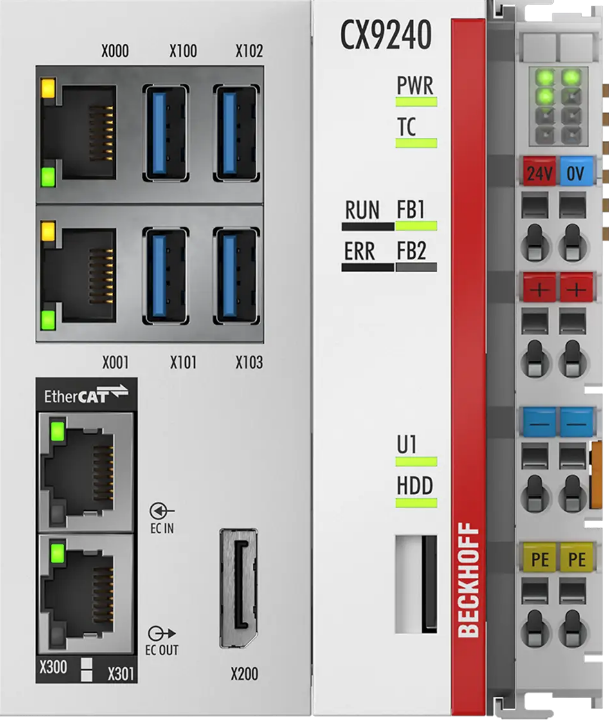 X000 X100 X102
X001 X101 X103
EtherCAT
EC IN
EC OUT
X300 X301
X200
CX9240
PWR
TC
RUN FB1
ERR FB2
U1
HDD
BECKHOFF
24V 0V
+ +
− −
PE PE